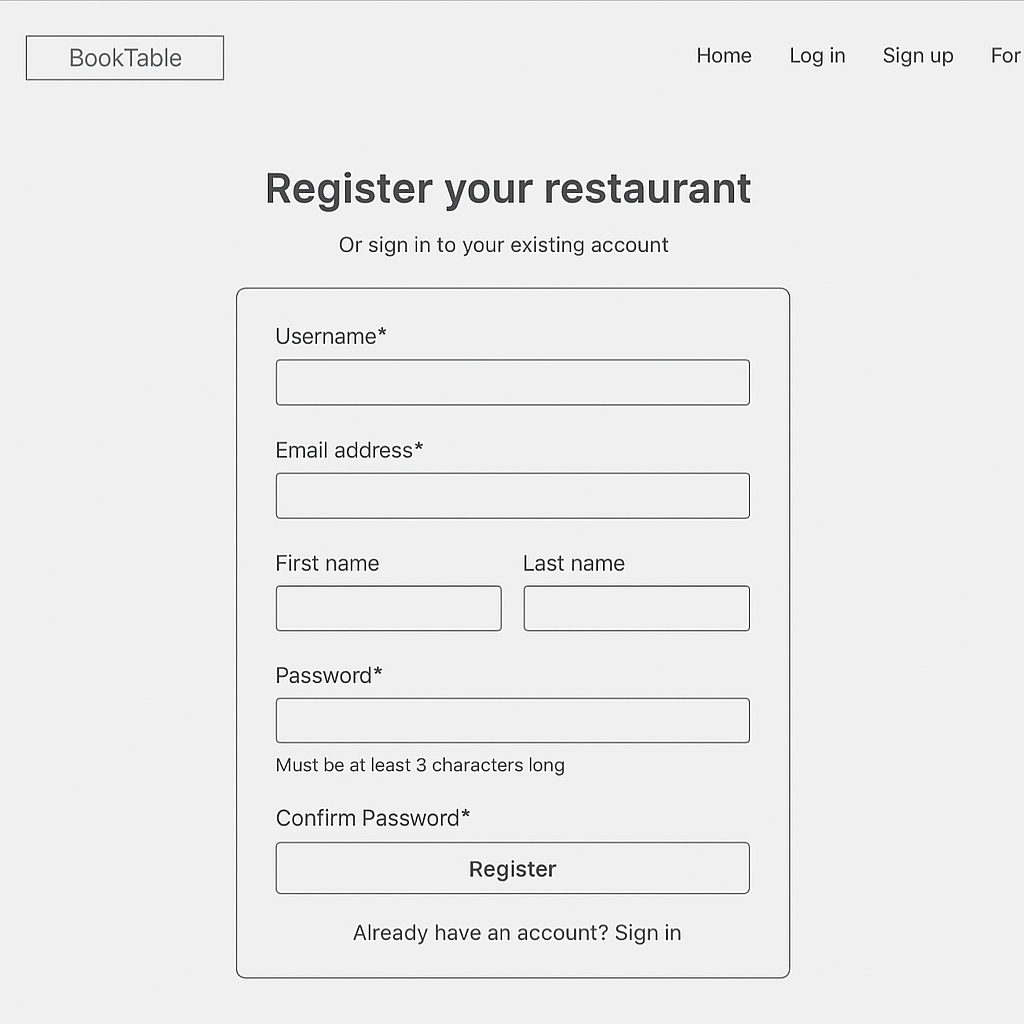 BookTable
Home Log in Sign up For
Register your restaurant
Or sign in to your existing account
Username*
Email address*
First name Last name
Password*
Must be at least 3 characters long
Confirm Password*
Register
Already have an account? Sign in